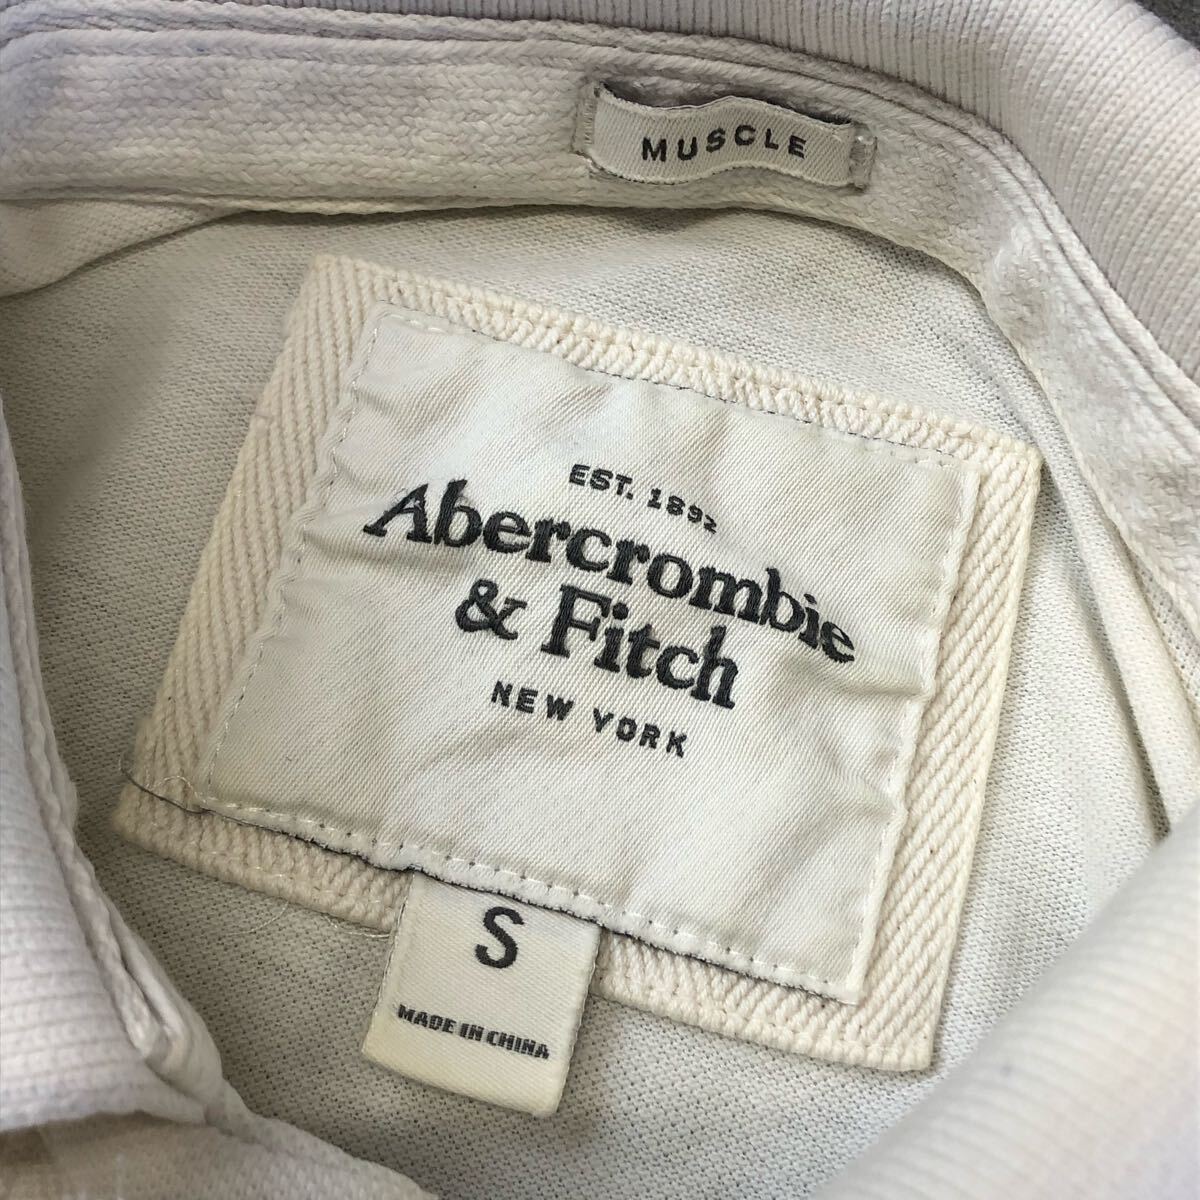 MUSCLE
EST. 1892
Abercrombie
& Fitch
NEW YORK
S
MADE IN CHINA